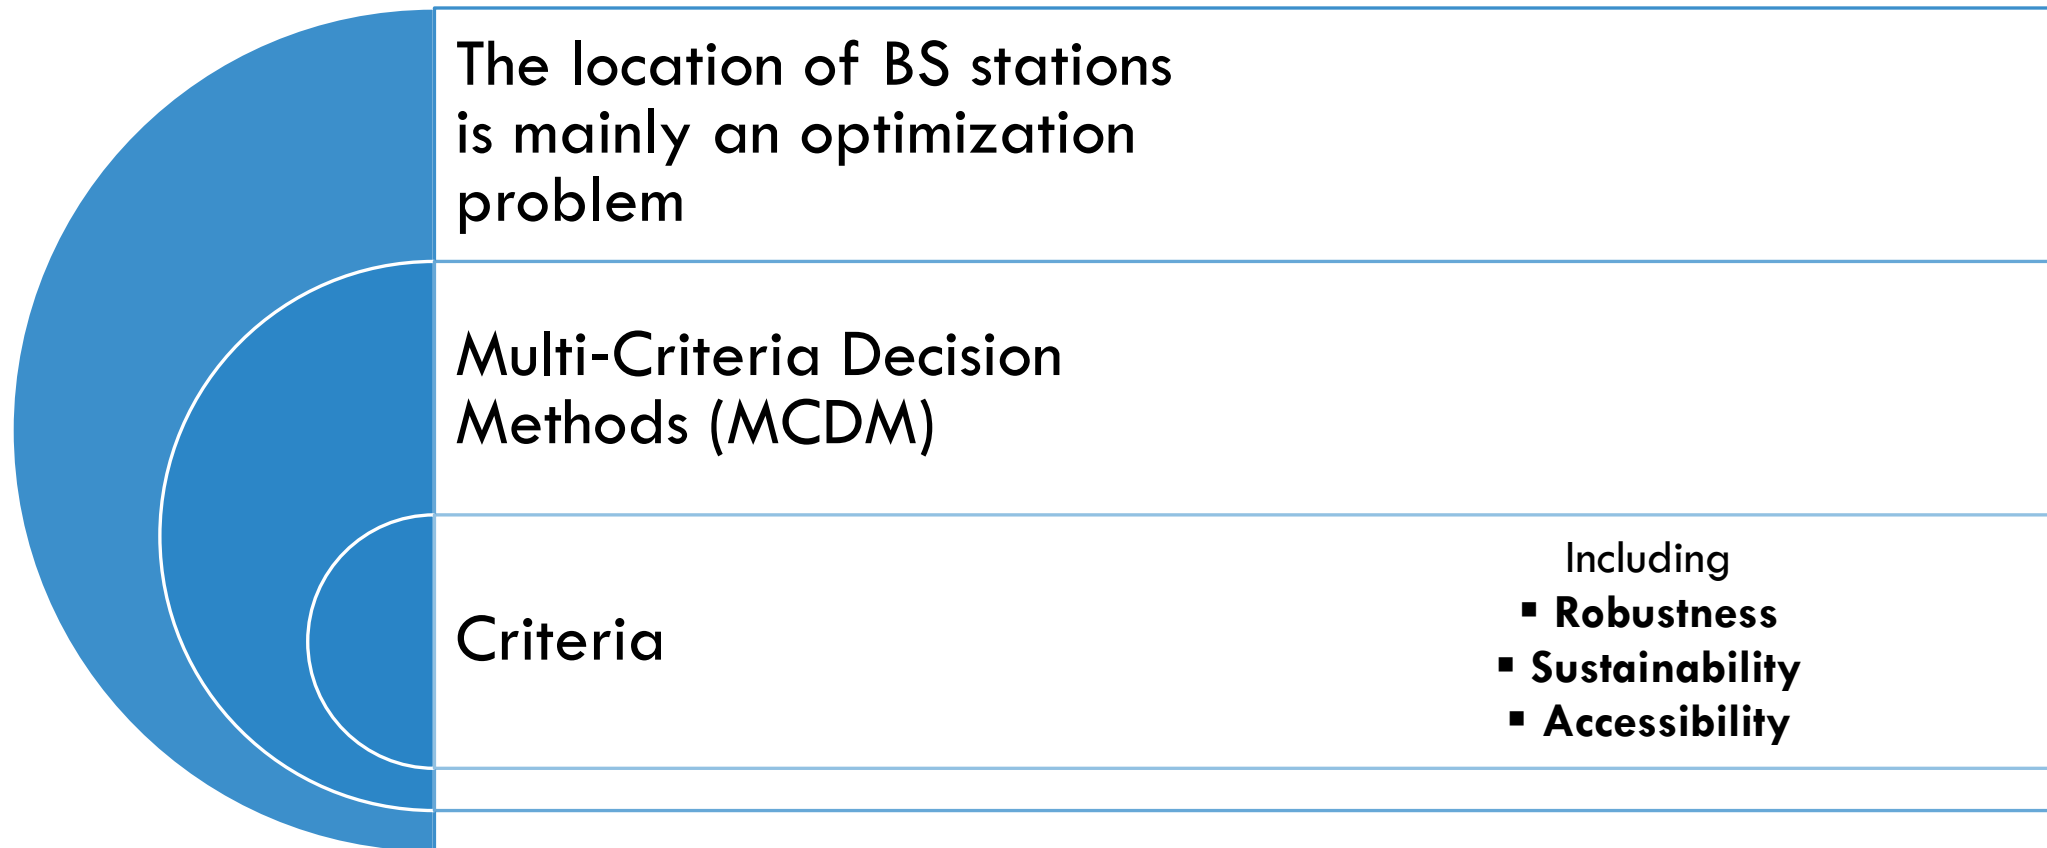 The location of BS stations
is mainly an optimization
problem
Multi-Criteria Decision
Methods (MCDM)
Criteria
Including
▪ Robustness
▪ Sustainability
▪ Accessibility